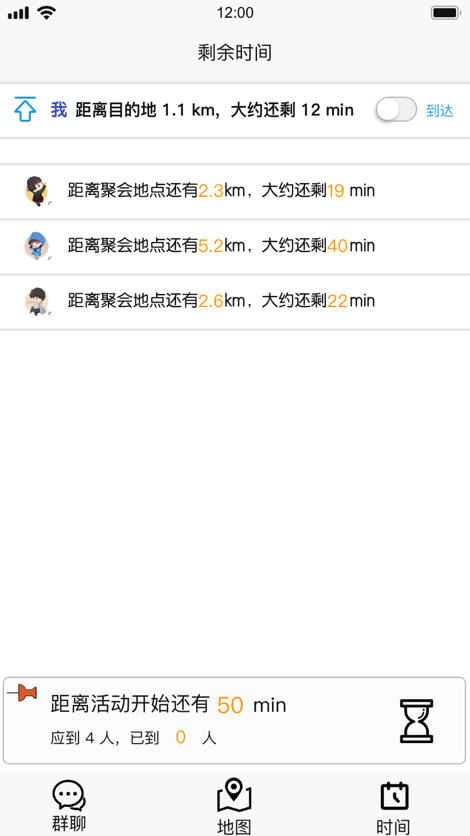 12:00
剩余时间
我 距离目的地 1.1 km，大约还剩 12 min 到达
距离聚会地点还有2.3km，大约还剩19 min
距离聚会地点还有5.2km，大约还剩40min
距离聚会地点还有2.6km，大约还剩22min
距离活动开始还有 50 min
应到 4 人，已到 0 人
群聊 地图 时间